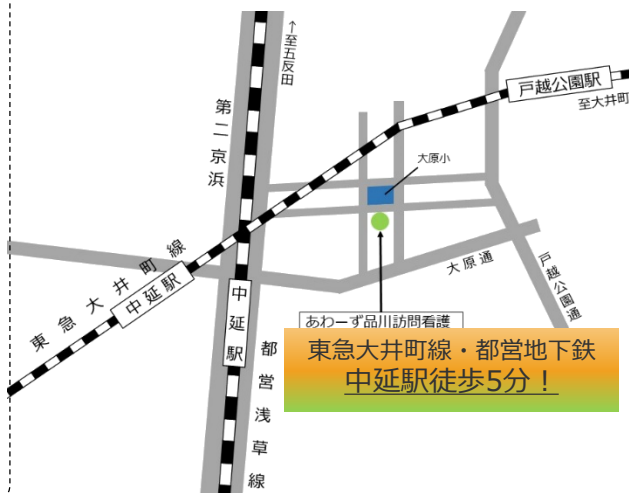 ↑至五反田
第二京浜
戸越公園駅
至大井町
大原小
東急大井町線
中延駅
中延駅
都営浅草線
大原通
戸越公園通
あわーず品川訪問看護
東急大井町線・都営地下鉄
中延駅徒歩5分！